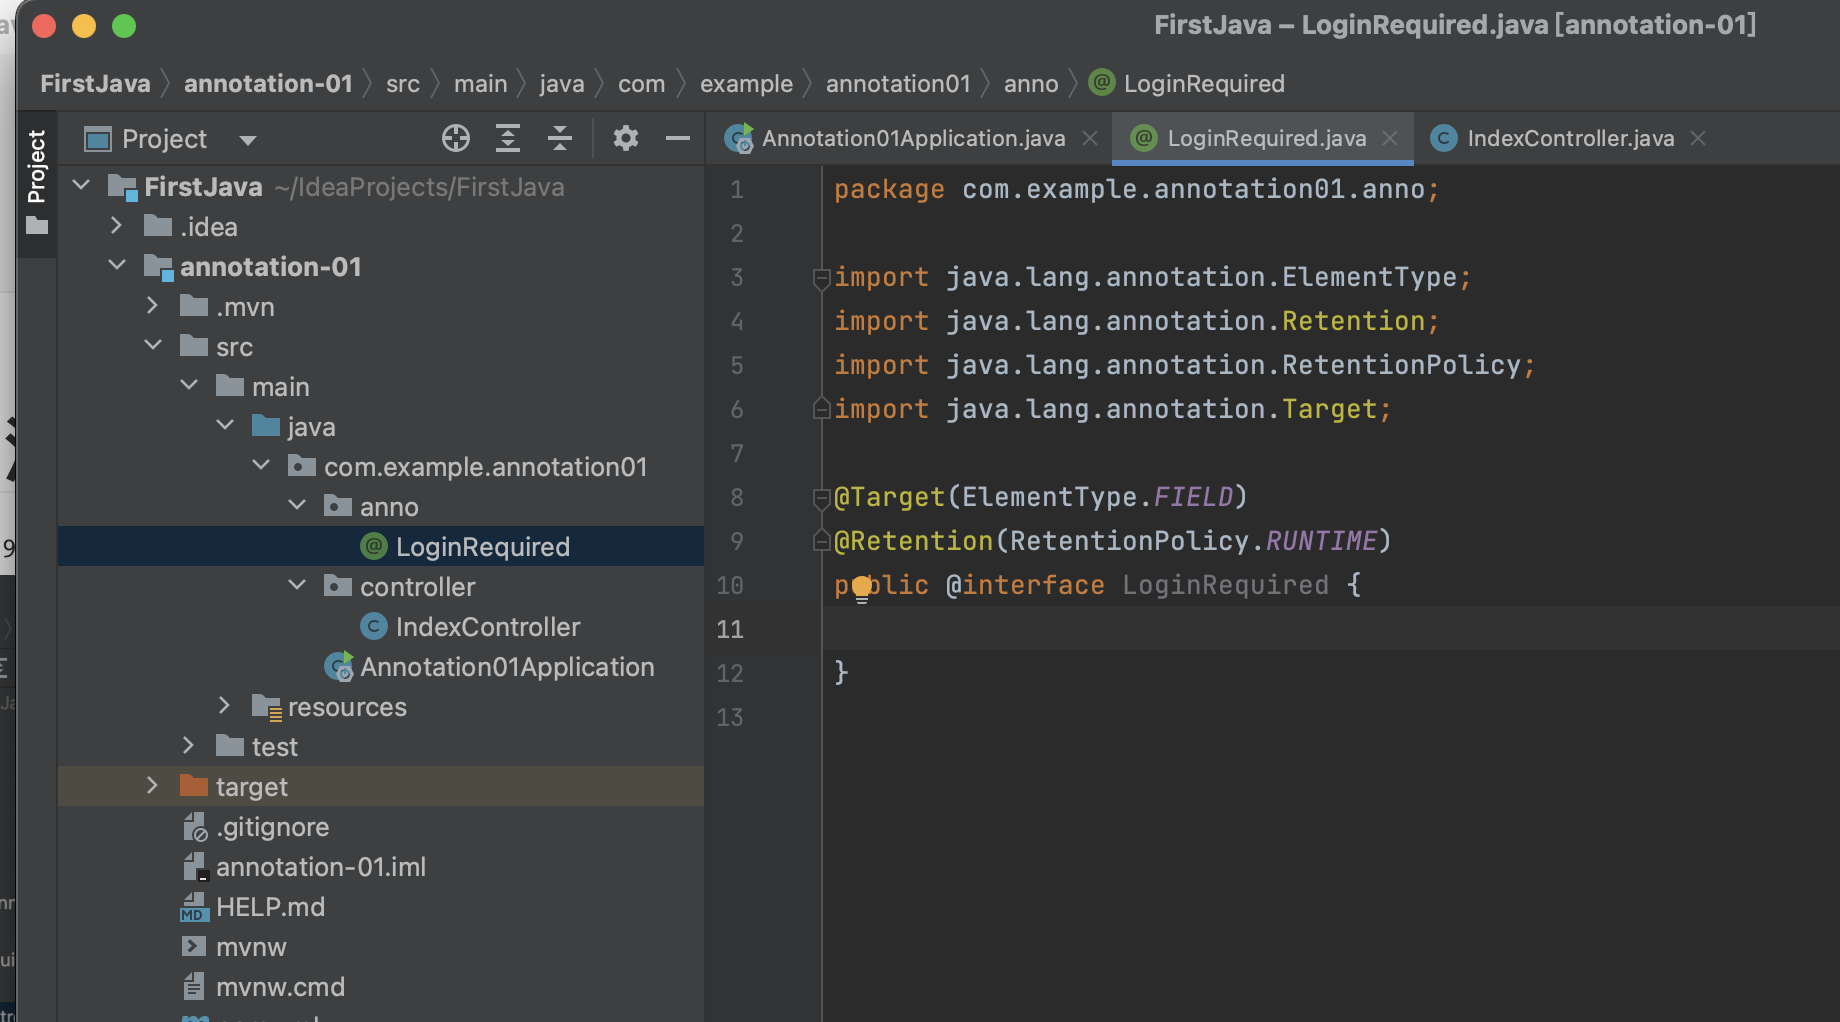 FirstJava – LoginRequired.java [annotation-01]
FirstJava annotation-01 src main java com example annotation01 anno LoginRequired
Project
Project
Annotation01Application.java LoginRequired.java IndexController.java
FirstJava ~/IdeaProjects/FirstJava
.idea
annotation-01
.mvn
src
main
java
com.example.annotation01
anno
LoginRequired
controller
IndexController
Annotation01Application
resources
test
target
.gitignore
annotation-01.iml
HELP.md
mvnw
mvnw.cmd
1 package com.example.annotation01.anno;
2
3 import java.lang.annotation.ElementType;
4 import java.lang.annotation.Retention;
5 import java.lang.annotation.RetentionPolicy;
6 import java.lang.annotation.Target;
7
8 @Target(ElementType.FIELD)
9 @Retention(RetentionPolicy.RUNTIME)
10 public @interface LoginRequired {
11
12 }
13